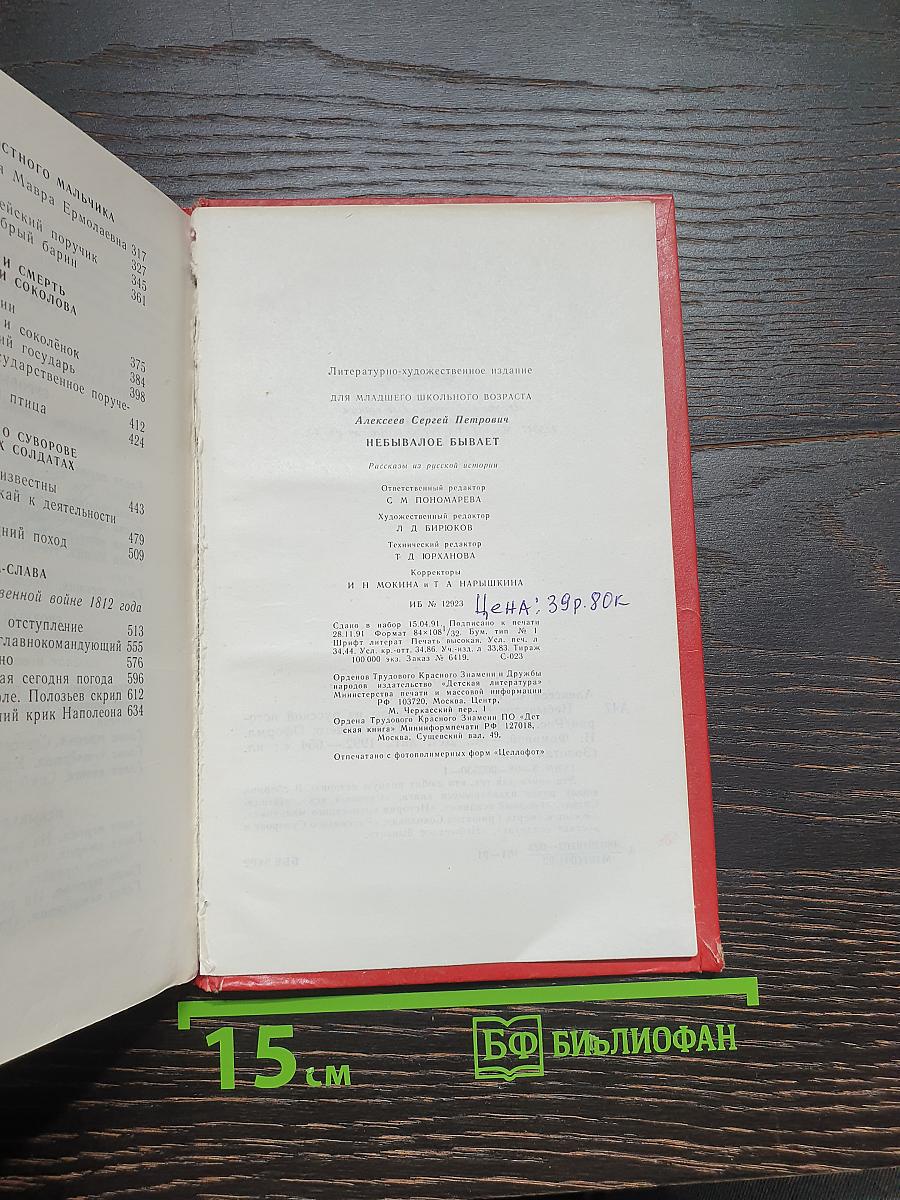 СТНОГО МАЛЬЧИКА
я Мавра Ермолаевна 317
ейский поручик 327
брый барин 345
И СМЕРТЬ 361
И СОКОЛОВА
и соколёнок 375
ий государь 384
сударственное поруче- 398
птица 412
424
О СУВОРОВЕ
Х СОЛДАТАХ
известны 443
кай к деятельности
ний поход 479
509
А-СЛАВА
венной войне 1812 года
отступление 513
главнокомандующий 555
но 576
ая сегодня погода 596
оле. Полозьев скрип 612
ний крик Наполеона 634
Литературно-художественное издание
ДЛЯ МЛАДШЕГО ШКОЛЬНОГО ВОЗРАСТА
Алексеев Сергей Петрович
НЕБЫВАЛОЕ БЫВАЕТ
Рассказы из русской истории
Ответственный редактор
С М ПОНОМАРЕВА
Художественный редактор
Л Д БИРЮКОВ
Технический редактор
Т Д ЮРХАНОВА
Корректоры
И Н МОКИНА и Т А НАРЫШКИНА
ИБ № 12923 Цена: 39р.80к
Сдано в набор 15.04.91. Подписано к печати
28.11.91 Формат 84×108 1/32. Бум. тип № 1
Шрифт литерат Печать высокая. Усл. печ. л
34,44. Усл. кр.-отт. 34,86. Уч.-изд. л 33,83. Тираж
100 000 экз. Заказ № 6419. С-023
Орденов Трудового Красного Знамени и Дружбы
народов издательство «Детская литература»
Министерства печати и массовой информации
РФ 103720, Москва, Центр,
М. Черкасский пер., 1
Ордена Трудового Красного Знамени ПО «Дет
ская книга» Мининформпечати РФ 127018,
Москва, Сущевский вал, 49.
Отпечатано с фотополимерных форм «Целлофот»
15 см
БФ БИБЛИОФАН